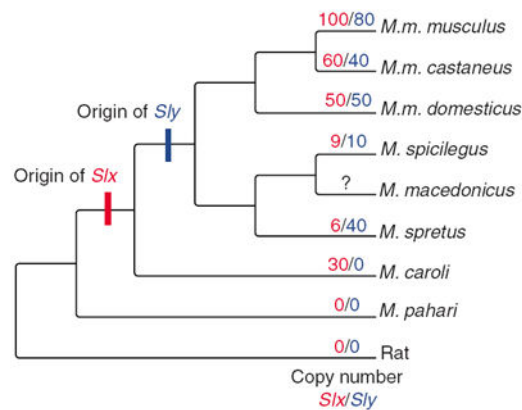 100/80 M.m. musculus
60/40 M.m. castaneus
Origin of Sly
50/50 M.m. domesticus
9/10 M. spicilegus
Origin of Slx
? M. macedonicus
6/40 M. spretus
30/0 M. caroli
0/0 M. pahari
0/0 Rat
Copy number
Slx/Sly